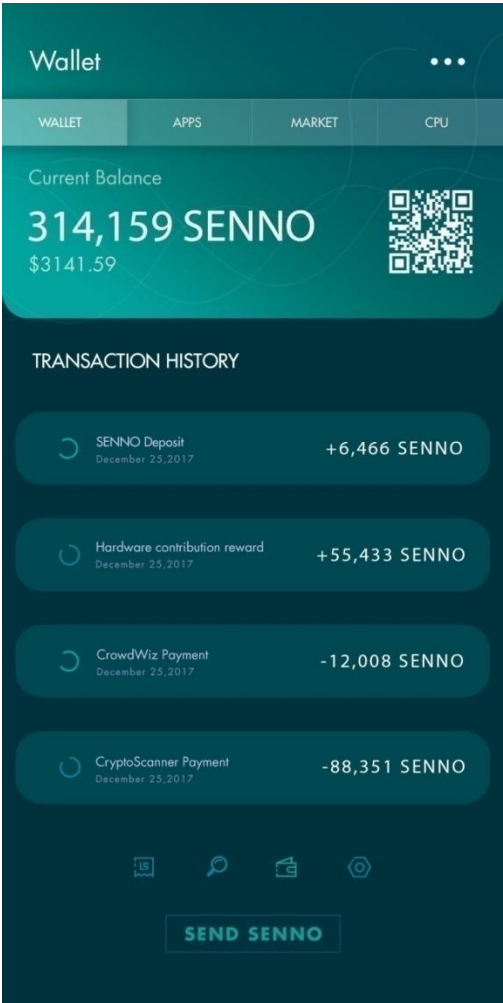 Wallet
WALLET APPS MARKET CPU
Current Balance
314,159 SENNO
$3141.59
TRANSACTION HISTORY
SENNO Deposit
+6,466 SENNO
December 25,2017
Hardware contribution reward
+55,433 SENNO
December 25,2017
CrowdWiz Payment
-12,008 SENNO
December 25,2017
CryptoScanner Payment
-88,351 SENNO
December 25,2017
SEND SENNO